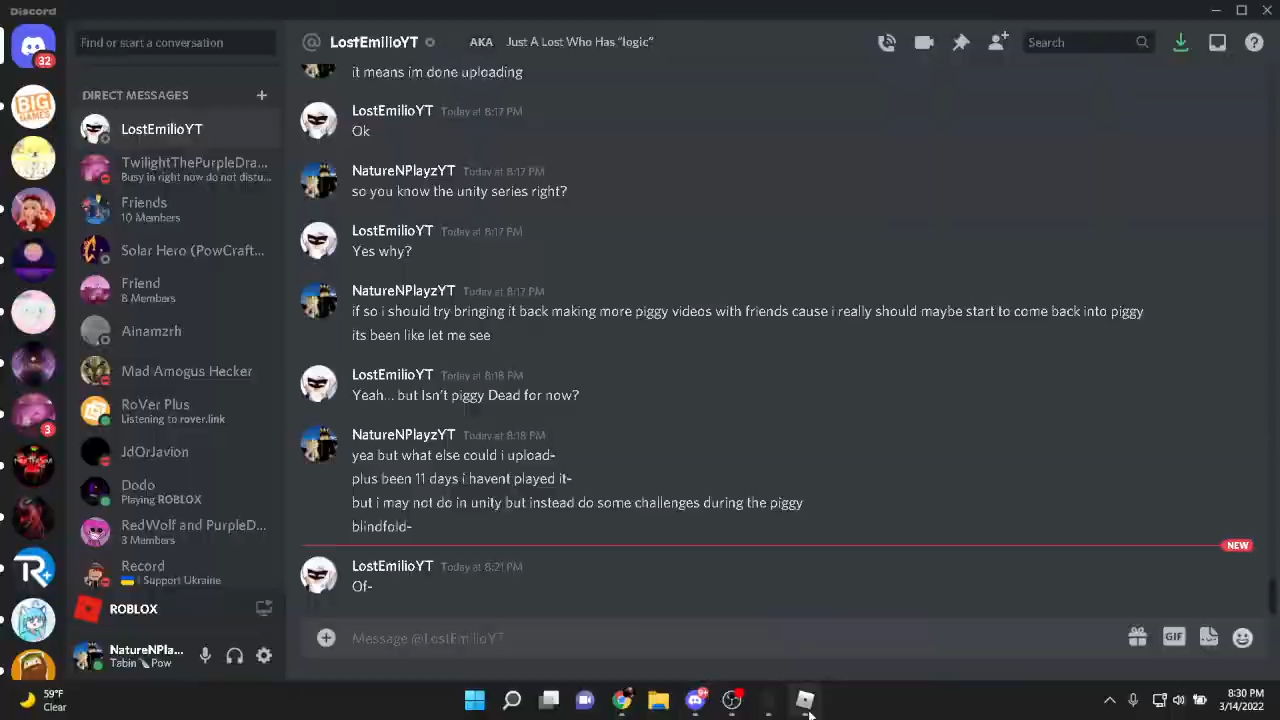 Discord
Find or start a conversation
LostEmilioYT
AKA Just A Lost Who Has "logic"
Search
32
BIG GAMES
3
DIRECT MESSAGES
LostEmilioYT
TwilightThePurpleDra...
Busy in right now do not distu...
Friends
10 Members
Solar Hero (PowCraft...
Friend
8 Members
Ainamzrh
Mad Amogus Hecker
RoVer Plus
Listening to rover.link
JdOrJavion
Dodo
Playing ROBLOX
RedWolf and PurpleD...
3 Members
Record
| Support Ukraine
ROBLOX
NatureNPla...
Tobin Pow
it means im done uploading
LostEmilioYT Today at 8:17 PM
Ok
NatureNPlayzYT Today at 8:17 PM
so you know the unity series right?
LostEmilioYT Today at 8:17 PM
Yes why?
NatureNPlayzYT Today at 8:17 PM
if so i should try bringing it back making more piggy videos with friends cause i really should maybe start to come back into piggy
its been like let me see
LostEmilioYT Today at 8:18 PM
Yeah... but Isn't piggy Dead for now?
NatureNPlayzYT Today at 8:18 PM
yea but what else could i upload-
plus been 11 days i havent played it-
but i may not do in unity but instead do some challenges during the piggy
blindfold-
NEW
LostEmilioYT Today at 8:21 PM
Of-
Message @LostEmilioYT
GIF
59°F
Clear
9+
8:30 PM
3/14/2022